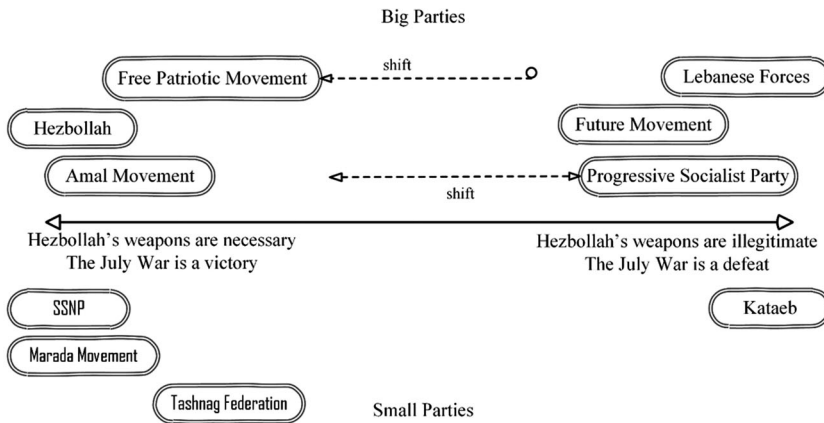 Big Parties
shift
Free Patriotic Movement
Lebanese Forces
Hezbollah
Future Movement
Amal Movement
Progressive Socialist Party
shift
Hezbollah's weapons are necessary
The July War is a victory
Hezbollah's weapons are illegitimate
The July War is a defeat
SSNP
Kataeb
Marada Movement
Tashnag Federation
Small Parties